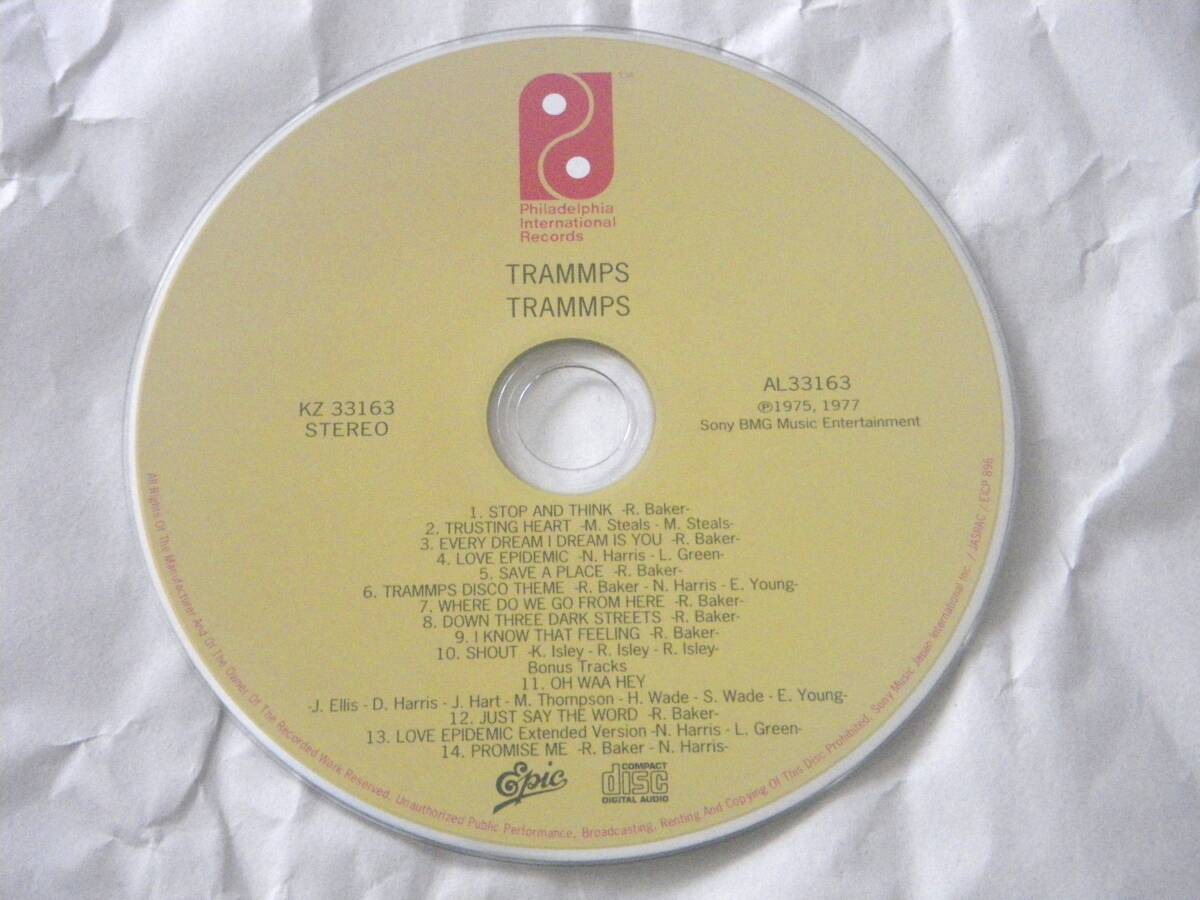 TM
Philadelphia
International
Records
TRAMMPS
TRAMMPS
KZ 33163
STEREO
AL33163
℗1975, 1977
Sony BMG Music Entertainment
1. STOP AND THINK -R. Baker-
2. TRUSTING HEART -M. Steals - M. Steals-
3. EVERY DREAM I DREAM IS YOU -R. Baker-
4. LOVE EPIDEMIC -N. Harris - L. Green-
5. SAVE A PLACE -R. Baker-
6. TRAMMPS DISCO THEME -R. Baker - N. Harris - E. Young-
7. WHERE DO WE GO FROM HERE -R. Baker-
8. DOWN THREE DARK STREETS -R. Baker-
9. I KNOW THAT FEELING -R. Baker-
10. SHOUT -K. Isley - R. Isley - R. Isley-
Bonus Tracks
11. OH WAA HEY
-J. Ellis - D. Harris - J. Hart - M. Thompson - H. Wade - S. Wade - E. Young-
12. JUST SAY THE WORD -R. Baker-
13. LOVE EPIDEMIC Extended Version -N. Harris - L. Green-
14. PROMISE ME -R. Baker - N. Harris-
Epic
COMPACT
disc
DIGITAL AUDIO
All Rights Of The Manufacturer And Of The Owner Of The Recorded Work Reserved. Unauthorized Public Performance, Broadcasting, Renting And Copying Of This Disc Prohibited. Sony Music Japan International Inc. / JASRAC / EICP 896